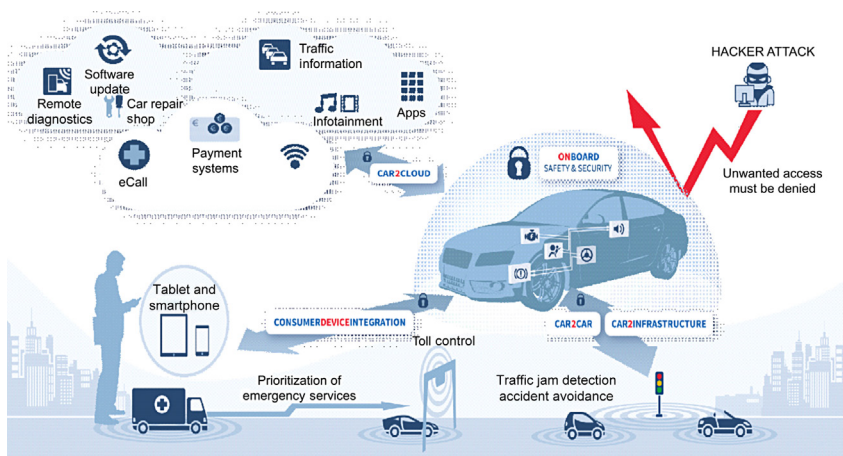 Software
update
Traffic
information
HACKER ATTACK
Remote
diagnostics
Car repair
shop
Infotainment
Apps
€
Payment
systems
eCall
CAR2CLOUD
ONBOARD
SAFETY & SECURITY
Unwanted access
must be denied
Tablet and
smartphone
CONSUMERDEVICEINTEGRATION
CAR2CAR
CAR2INFRASTRUCTURE
Toll control
Prioritization of
emergency services
Traffic jam detection
accident avoidance